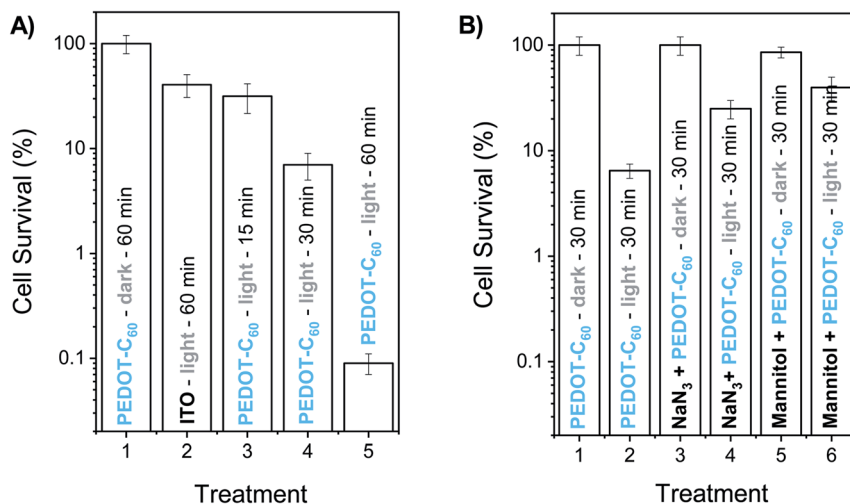 A)
Cell Survival (%)
100
10
1
0.1
PEDOT-C60 - dark - 60 min
ITO - light - 60 min
PEDOT-C60 - light - 15 min
PEDOT-C60 - light - 30 min
PEDOT-C60 - light - 60 min
1 2 3 4 5
Treatment
B)
Cell Survival (%)
100
10
1
0.1
PEDOT-C60 - dark - 30 min
PEDOT-C60 - light - 30 min
NaN3 + PEDOT-C60 - dark - 30 min
NaN3+ PEDOT-C60 - light - 30 min
Mannitol + PEDOT-C60 - dark - 30 min
Mannitol + PEDOT-C60 - light - 30 min
1 2 3 4 5 6
Treatment